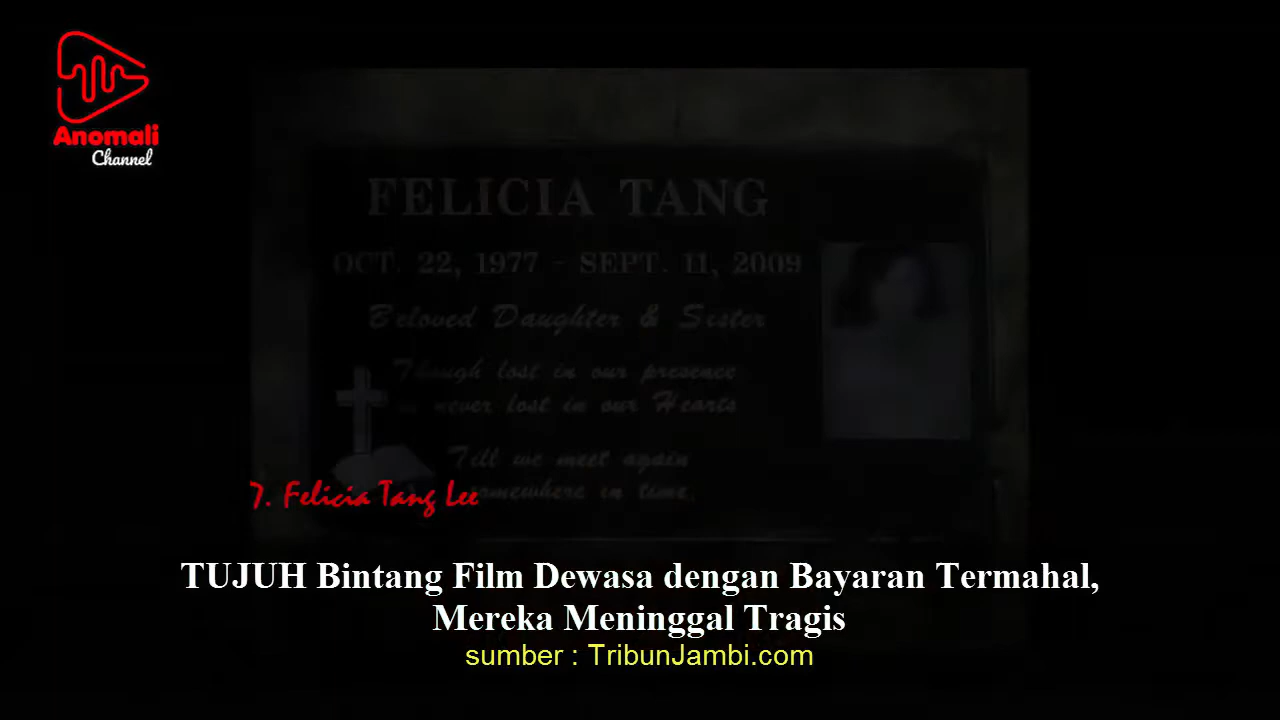 Anomali
Channel
FELICIA TANG
OCT. 22, 1977 - SEPT. 11, 2009
Beloved Daughter & Sister
Though lost in our presence
never lost in our Hearts
Till we meet again
somewhere in time.
7. Felicia Tang Lee
TUJUH Bintang Film Dewasa dengan Bayaran Termahal,
Mereka Meninggal Tragis
sumber : TribunJambi.com